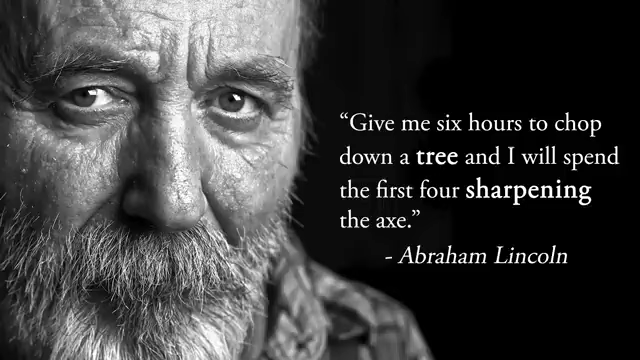 “Give me six hours to chop
down a tree and I will spend
the first four sharpening
the axe.”
- Abraham Lincoln